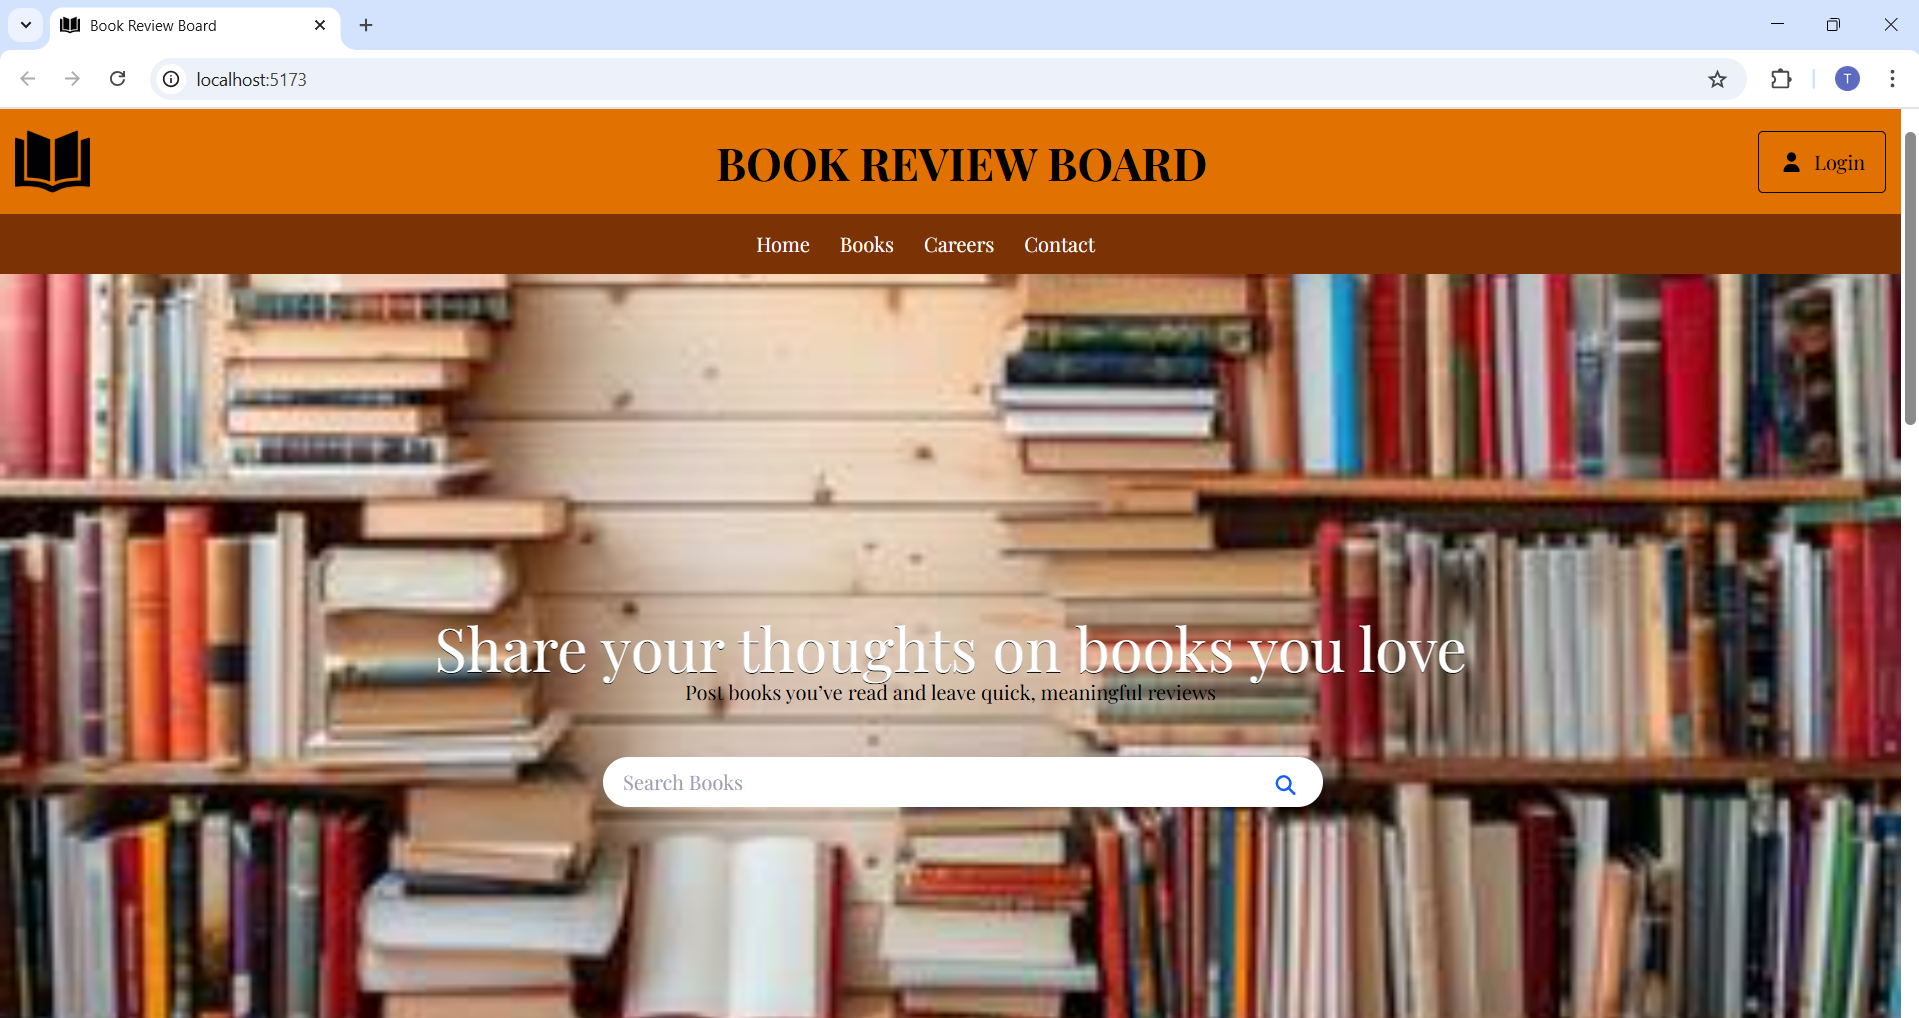 Book Review Board
localhost:5173
T
BOOK REVIEW BOARD
Login
Home Books Careers Contact
Share your thoughts on books you love
Post books you’ve read and leave quick, meaningful reviews
Search Books